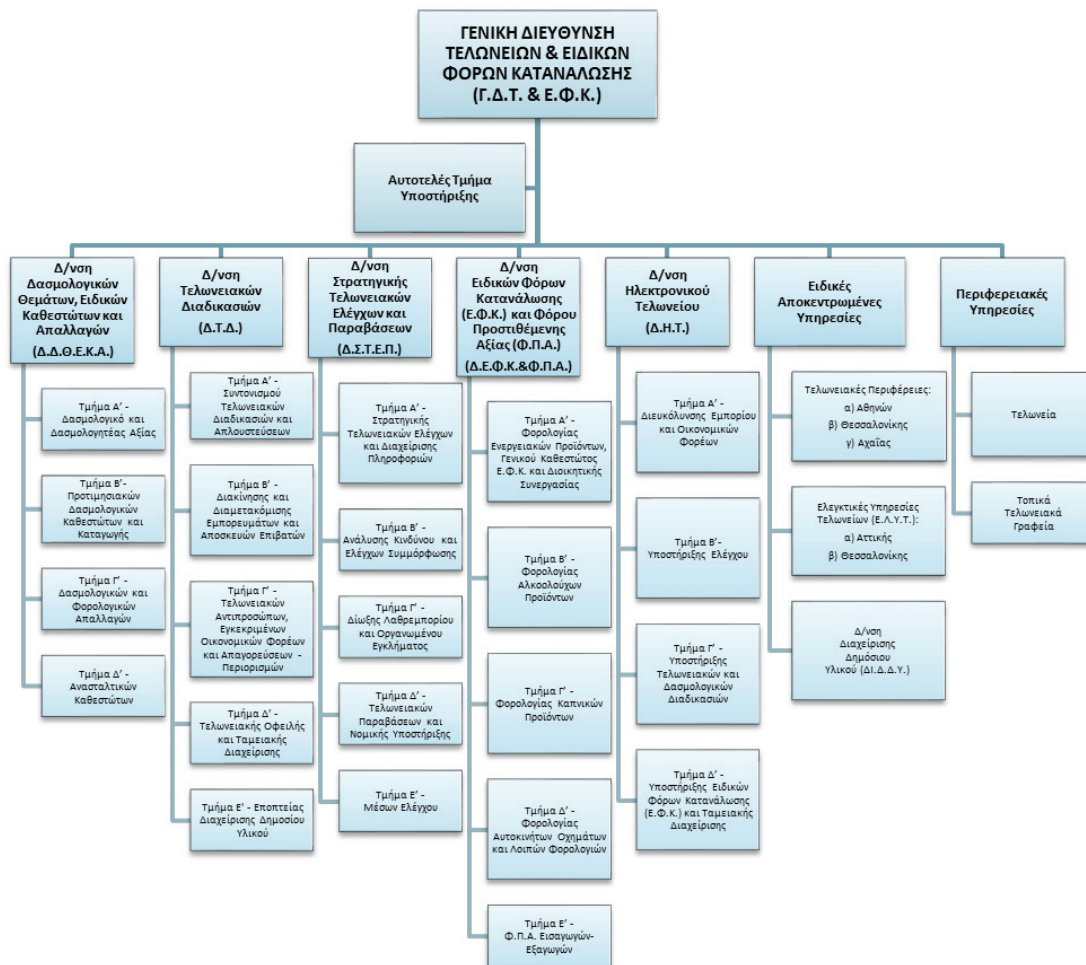 ΓΕΝΙΚΗ ΔΙΕΥΘΥΝΣΗ
ΤΕΛΩΝΕΙΩΝ & ΕΙΔΙΚΩΝ
ΦΟΡΩΝ ΚΑΤΑΝΑΛΩΣΗΣ
(Γ.Δ.Τ. & Ε.Φ.Κ.)
Αυτοτελές Τμήμα
Υποστήριξης
Δ/νση
Δασμολογικών
Θεμάτων, Ειδικών
Καθεστώτων και
Απαλλαγών
(Δ.Δ.Θ.Ε.Κ.Α.)
Τμήμα Α’ -
Δασμολογικό και
Δασμολογητέας Αξίας
Τμήμα Β’-
Προτιμησιακών
Δασμολογικών
Καθεστώτων και
Καταγωγής
Τμήμα Γ’ -
Δασμολογικών και
Φορολογικών
Απαλλαγών
Τμήμα Δ’ -
Ανασταλτικών
Καθεστώτων
Δ/νση
Τελωνειακών
Διαδικασιών
(Δ.Τ.Δ.)
Τμήμα Α’ -
Συντονισμού
Τελωνειακών
Διαδικασιών και
Απλουστεύσεων
Τμήμα Β’ -
Διακίνησης και
Διαμετακόμισης
Εμπορευμάτων και
Αποσκευών Επιβατών
Τμήμα Γ’ -
Τελωνειακών
Αντιπροσώπων,
Εγκεκριμένων
Οικονομικών Φορέων
και Απαγορεύσεων -
Περιορισμών
Τμήμα Δ’ -
Τελωνειακής Οφειλής
και Ταμειακής
Διαχείρισης
Τμήμα Ε’ - Εποπτείας
Διαχείρισης Δημοσίου
Υλικού
Δ/νση
Στρατηγικής
Τελωνειακών
Ελέγχων και
Παραβάσεων
(Δ.Σ.Τ.Ε.Π.)
Τμήμα Α’ -
Στρατηγικής
Τελωνειακών Ελέγχων
και Διαχείρισης
Πληροφοριών
Τμήμα Β’ -
Ανάλυσης Κινδύνου και
Ελέγχων Συμμόρφωσης
Τμήμα Γ’ -
Δίωξης Λαθρεμπορίου
και Οργανωμένου
Εγκλήματος
Τμήμα Δ’ -
Τελωνειακών
Παραβάσεων και
Νομικής Υποστήριξης
Τμήμα Ε’ -
Μέσων Ελέγχου
Δ/νση
Ειδικών Φόρων
Κατανάλωσης
(Ε.Φ.Κ.) και Φόρου
Προστιθέμενης
Αξίας (Φ.Π.Α.)
(Δ.Ε.Φ.Κ.&Φ.Π.Α.)
Τμήμα Α’ -
Φορολογίας
Ενεργειακών Προϊόντων,
Γενικού Καθεστώτος
Ε.Φ.Κ. και Διοικητικής
Συνεργασίας
Τμήμα Β’ -
Φορολογίας
Αλκοολούχων
Προϊόντων
Τμήμα Γ’ -
Φορολογίας Καπνικών
Προϊόντων
Τμήμα Δ’ -
Φορολογίας
Αυτοκινήτων Οχημάτων
και Λοιπών Φορολογιών
Τμήμα Ε’ -
Φ.Π.Α. Εισαγωγών-
Εξαγωγών
Δ/νση
Ηλεκτρονικού
Τελωνείου
(Δ.Η.Τ.)
Τμήμα Α’ -
Διευκόλυνσης Εμπορίου
και Οικονομικών
Φορέων
Τμήμα Β’-
Υποστήριξης Ελέγχου
Τμήμα Γ’ -
Υποστήριξης
Τελωνειακών και
Δασμολογικών
Διαδικασιών
Τμήμα Δ’ -
Υποστήριξης Ειδικών
Φόρων Κατανάλωσης
(Ε.Φ.Κ.) και Ταμειακής
Διαχείρισης
Ειδικές
Αποκεντρωμένες
Υπηρεσίες
Τελωνειακές Περιφέρειες:
α) Αθηνών
β) Θεσσαλονίκης
γ) Αχαΐας
Ελεγκτικές Υπηρεσίες
Τελωνείων (Ε.Λ.Υ.Τ.):
α) Αττικής
β) Θεσσαλονίκης
Δ/νση
Διαχείρισης
Δημόσιου
Υλικού (ΔΙ.Δ.Δ.Υ.)
Περιφερειακές
Υπηρεσίες
Τελωνεία
Τοπικά
Τελωνειακά
Γραφεία